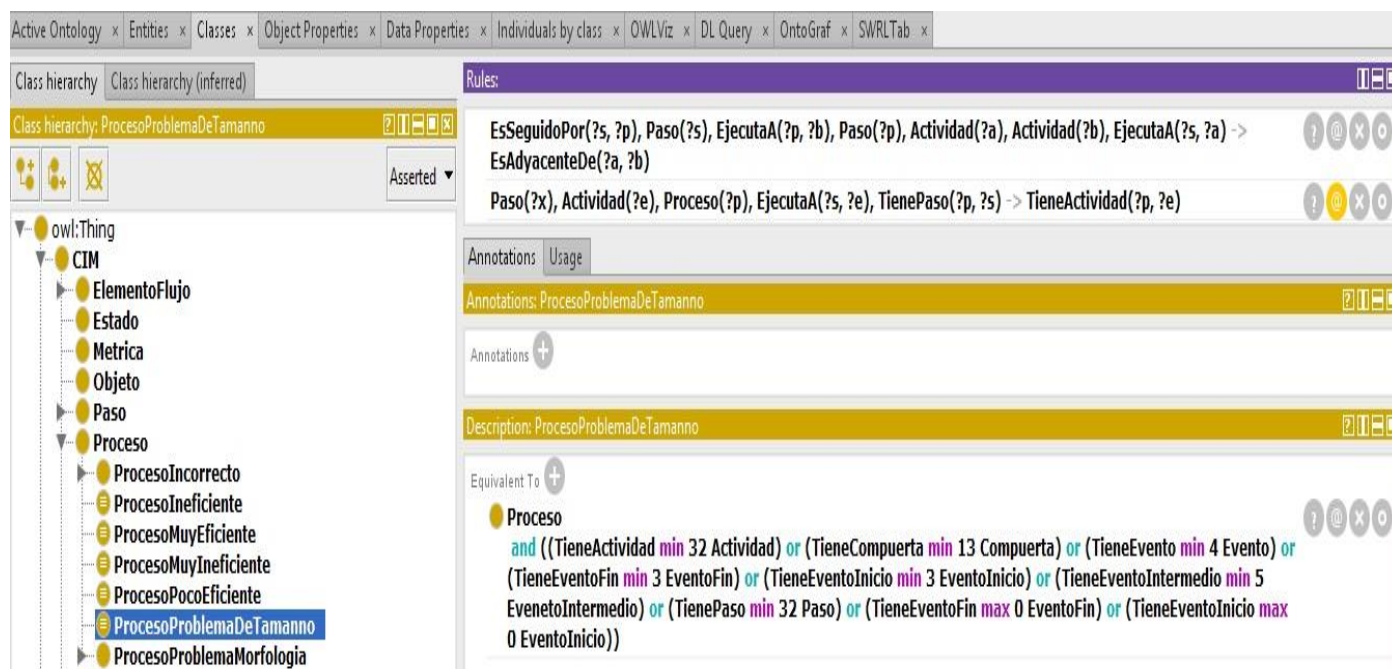 Active Ontology × Entities × Classes × Object Properties × Data Properties × Individuals by class × OWLViz × DL Query × OntoGraf × SWRLTab ×
Class hierarchy Class hierarchy (inferred)
Class hierarchy: ProcesoProblemaDeTamanno
Asserted
owl:Thing
CIM
ElementoFlujo
Estado
Metrica
Objeto
Paso
Proceso
ProcesoIncorrecto
ProcesoIneficiente
ProcesoMuyEficiente
ProcesoMuyIneficiente
ProcesoPocoEficiente
ProcesoProblemaDeTamanno
ProcesoProblemaMorfologia
Rules:
EsSeguidoPor(?s, ?p), Paso(?s), EjecutaA(?p, ?b), Paso(?p), Actividad(?a), Actividad(?b), EjecutaA(?s, ?a) ->
EsAdyacenteDe(?a, ?b)
Paso(?x), Actividad(?e), Proceso(?p), EjecutaA(?s, ?e), TienePaso(?p, ?s) -> TieneActividad(?p, ?e)
Annotations Usage
Annotations: ProcesoProblemaDeTamanno
Annotations
Description: ProcesoProblemaDeTamanno
Equivalent To
Proceso
and ((TieneActividad min 32 Actividad) or (TieneCompuerta min 13 Compuerta) or (TieneEvento min 4 Evento) or
(TieneEventoFin min 3 EventoFin) or (TieneEventoInicio min 3 EventoInicio) or (TieneEventoIntermedio min 5
EvenetoIntermedio) or (TienePaso min 32 Paso) or (TieneEventoFin max 0 EventoFin) or (TieneEventoInicio max
0 EventoInicio))